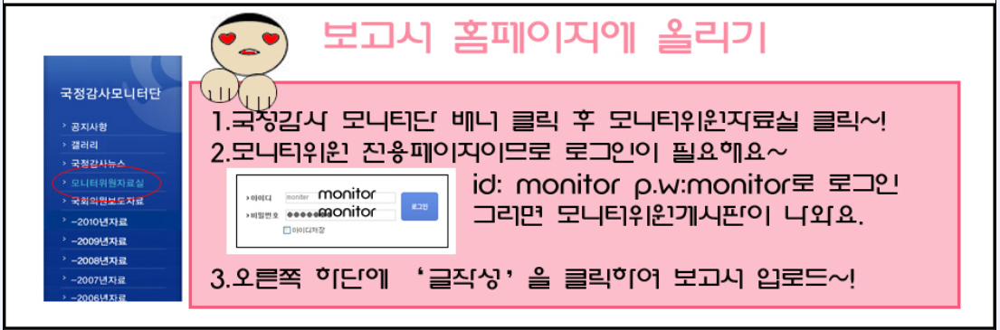 보고서 홈페이지에 올리기
국정감사모니터단
> 공지사항
> 갤러리
> 국정감사뉴스
> 모니터위원자료실
> 국회의원보도자료
> -2010년자료
> -2009년자료
> -2008년자료
> -2007년자료
> -2006년자료
1.국정감사 모니터단 배너 클릭 후 모니터위원자료실 클릭~!
2.모니터위원 전용페이지이므로 로그인이 필요해요~
> 아이디 moniter monitor
> 비밀번호 monitor
로그인
아이디저장
id: monitor p.w:monitor로 로그인
그러면 모니터위원게시판이 나와요.
3.오른쪽 하단에 ‘글작성’을 클릭하여 보고서 업로드~!